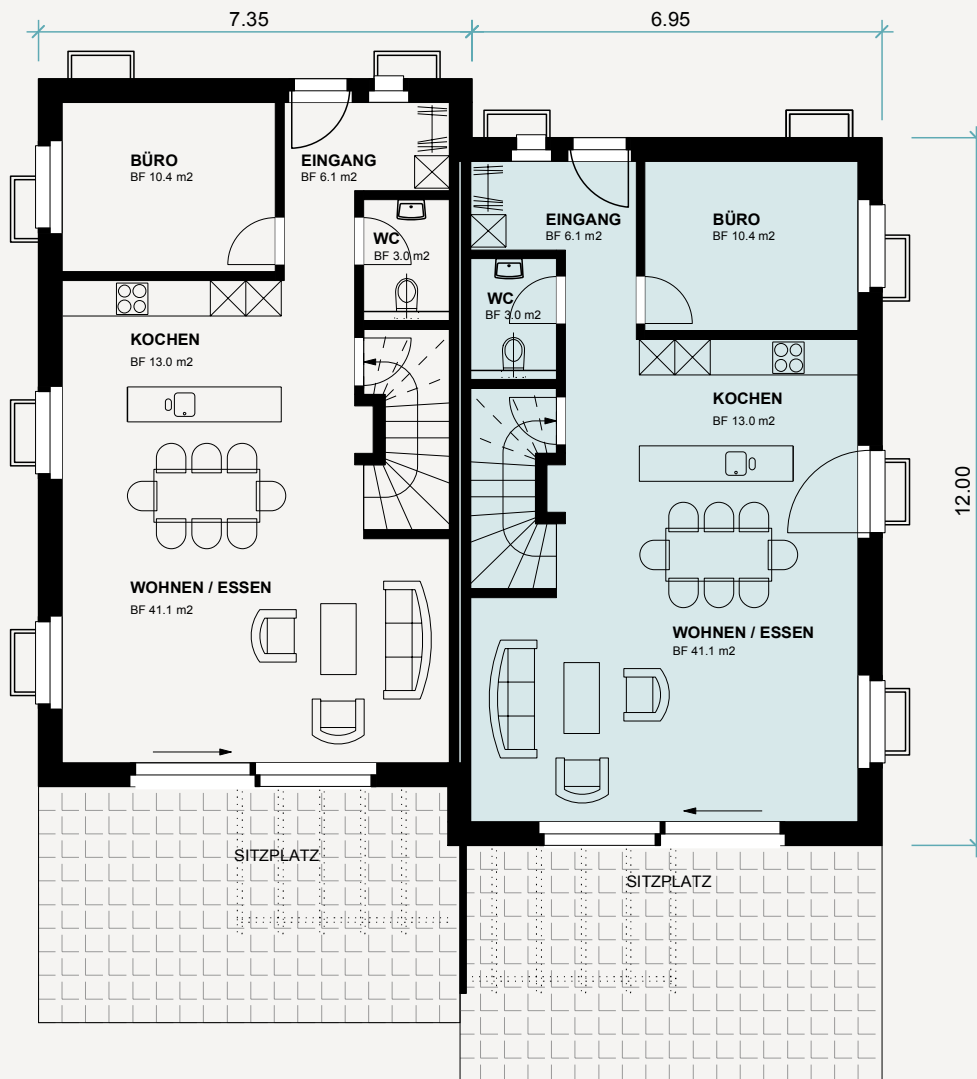 7.35
6.95
BÜRO
BF 10.4 m2
EINGANG
BF 6.1 m2
WC
BF 3.0 m2
KOCHEN
BF 13.0 m2
WOHNEN / ESSEN
BF 41.1 m2
SITZPLATZ
EINGANG
BF 6.1 m2
BÜRO
BF 10.4 m2
WC
BF 3.0 m2
KOCHEN
BF 13.0 m2
WOHNEN / ESSEN
BF 41.1 m2
SITZPLATZ
12.00